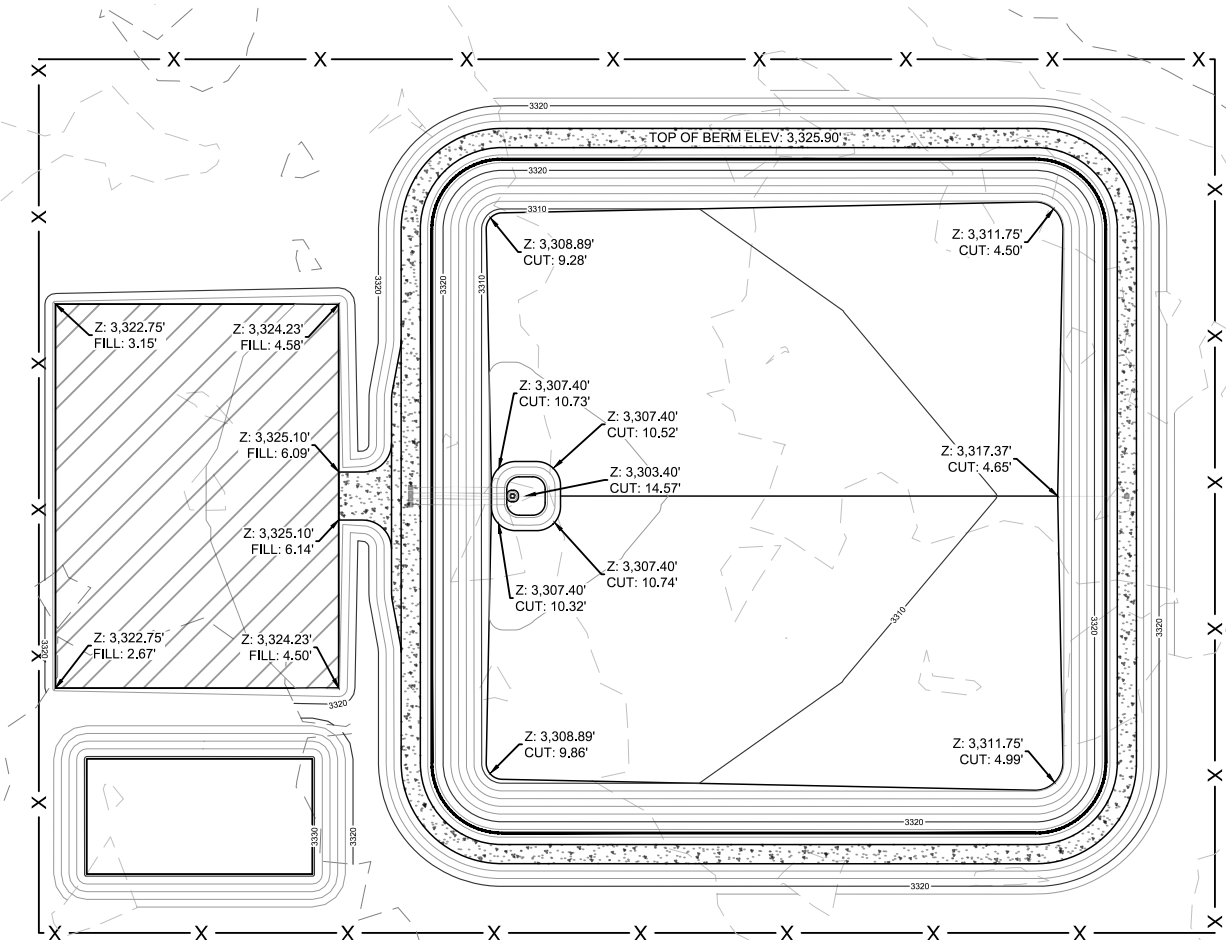 X X X X X X X X
X
3320
TOP OF BERM ELEV: 3,325.90'
3320
X
X
3310
Z: 3,308.89'
CUT: 9.28'
Z: 3,311.75'
CUT: 4.50'
3320
3320
3310
Z: 3,322.75'
FILL: 3.15'
Z: 3,324.23'
FILL: 4.58'
X
X
Z: 3,307.40'
CUT: 10.73'
Z: 3,307.40'
CUT: 10.52'
Z: 3,325.10'
FILL: 6.09'
Z: 3,303.40'
CUT: 14.57'
Z: 3,317.37'
CUT: 4.65'
X
X
Z: 3,325.10'
FILL: 6.14'
Z: 3,307.40'
CUT: 10.32'
Z: 3,307.40'
CUT: 10.74'
3310
3320
3320
Z: 3,322.75'
FILL: 2.67'
Z: 3,324.23'
FILL: 4.50'
3320
X
X
3320
Z: 3,308.89'
CUT: 9.86'
Z: 3,311.75'
CUT: 4.99'
X
X
3330
3320
3320
3320
X
X X X X X X X X